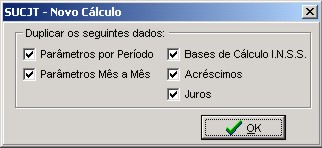 SUCJT - Novo Cálculo
Duplicar os seguintes dados:
Parâmetros por Período
Bases de Cálculo I.N.S.S.
Parâmetros Mês a Mês
Acréscimos
Juros
OK